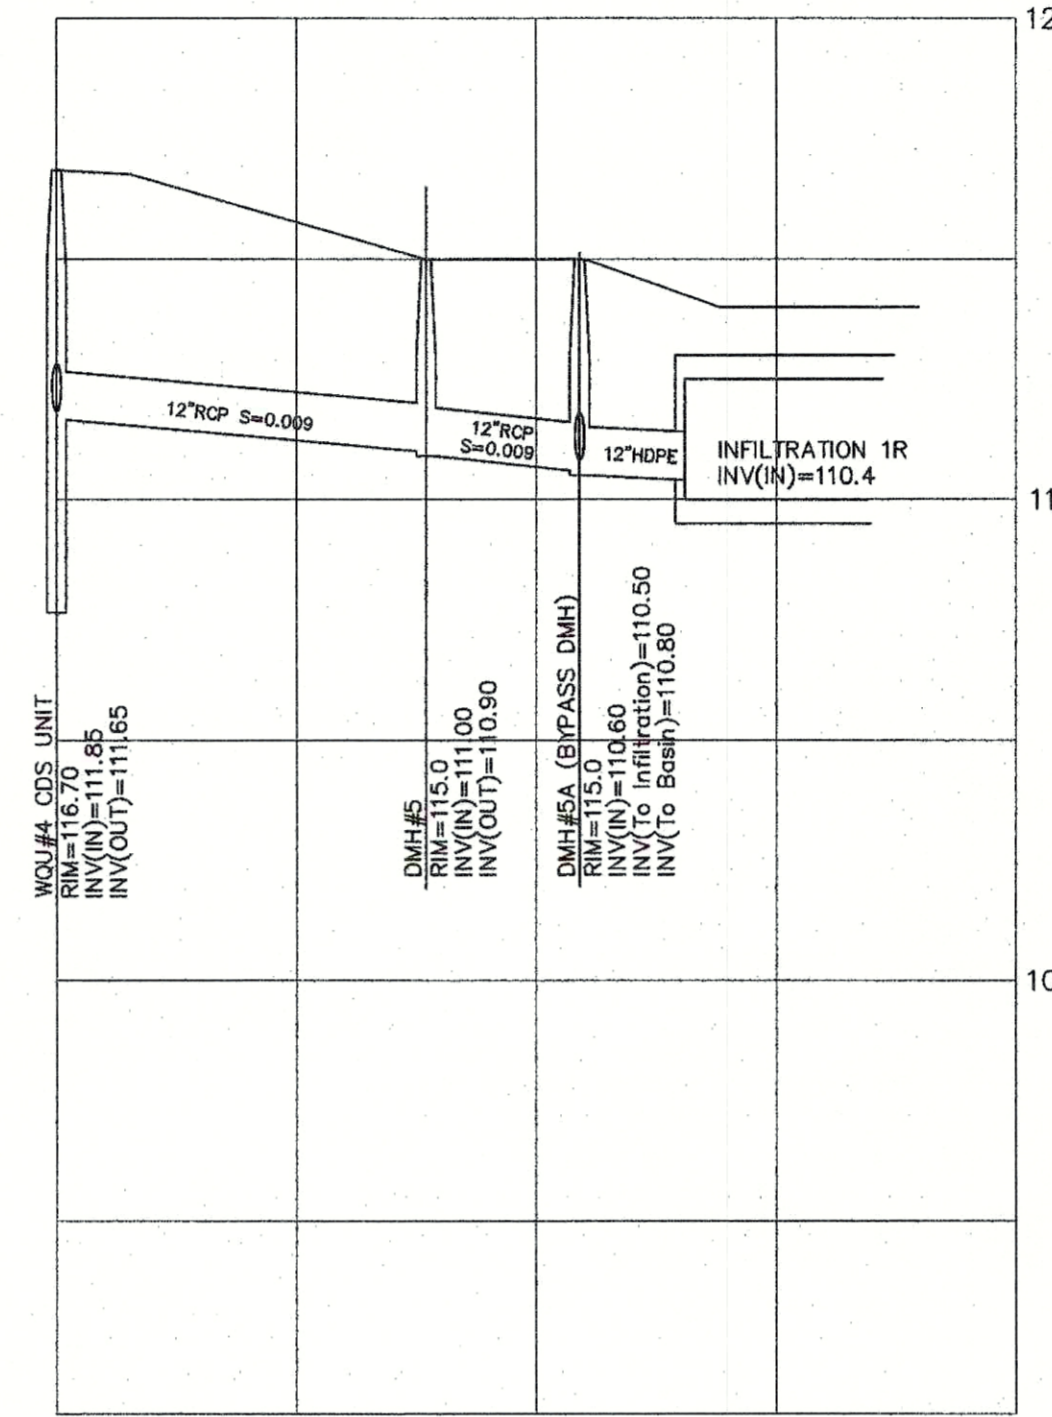 12
12"RCP S=0.009
12"RCP
S=0.009
12"HDPE
INFILTRATION 1R
INV(IN)=110.4
11
WQU#4 CDS UNIT
RIM=116.70
INV(IN)=111.85
INV(OUT)=111.65
DMH#5
RIM=115.0
INV(IN)=111.00
INV(OUT)=110.90
DMH#5A (BYPASS DMH)
RIM=115.0
INV(IN)=110.60
INV(To Infiltration)=110.50
INV(To Basin)=110.80
10